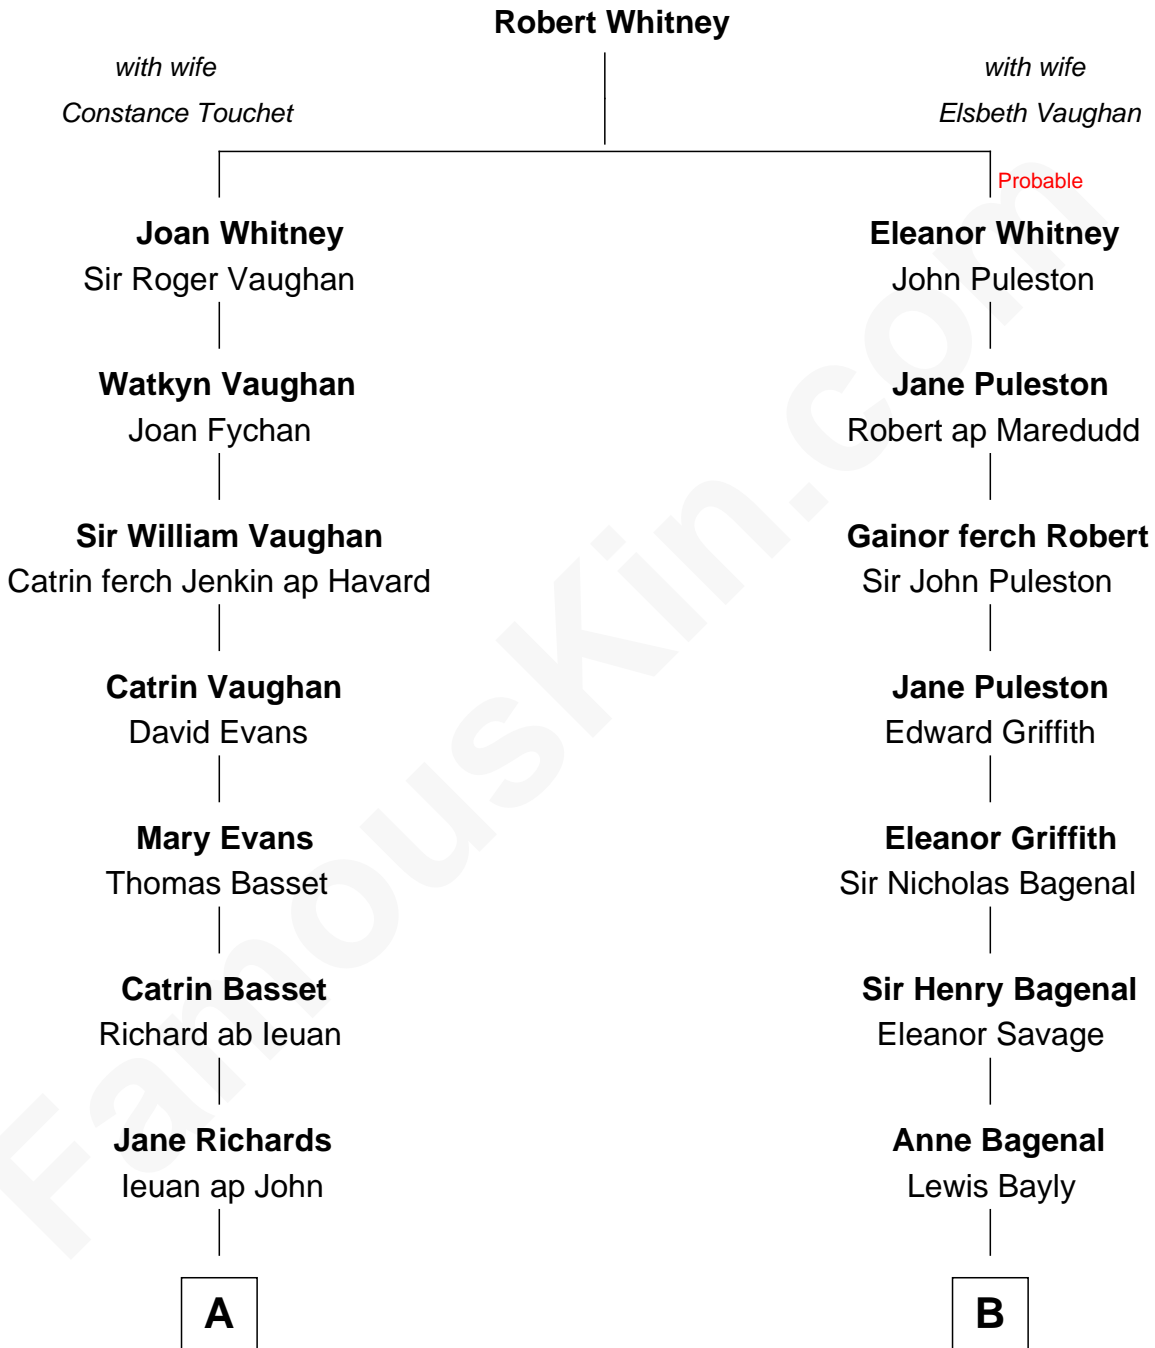 Robert Whitney
with wife
Constance Touchet
with wife
Elsbeth Vaughan
Probable
Joan Whitney
Sir Roger Vaughan
Eleanor Whitney
John Puleston
Watkyn Vaughan
Joan Fychan
Jane Puleston
Robert ap Maredudd
Sir William Vaughan
Catrin ferch Jenkin ap Havard
Gainor ferch Robert
Sir John Puleston
Catrin Vaughan
David Evans
Jane Puleston
Edward Griffith
Mary Evans
Thomas Basset
Eleanor Griffith
Sir Nicholas Bagenal
Catrin Basset
Richard ab Ieuan
Sir Henry Bagenal
Eleanor Savage
Jane Richards
Ieuan ap John
Anne Bagenal
Lewis Bayly
A
B
FamousKin.com